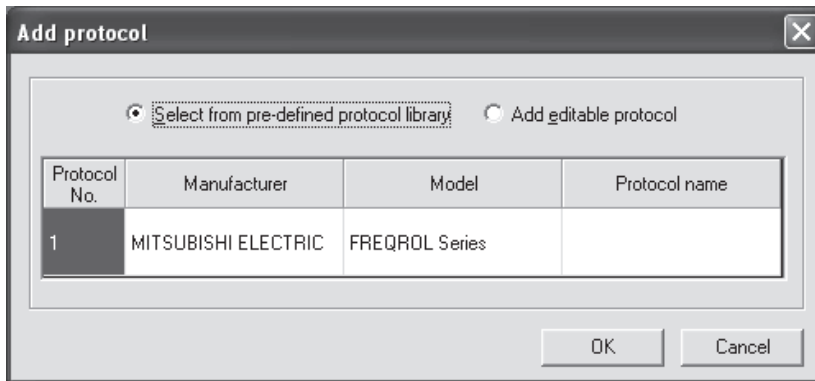 Add protocol
Select from pre-defined protocol library Add editable protocol
Protocol No. Manufacturer Model Protocol name
1 MITSUBISHI ELECTRIC FREQROL Series
OK Cancel